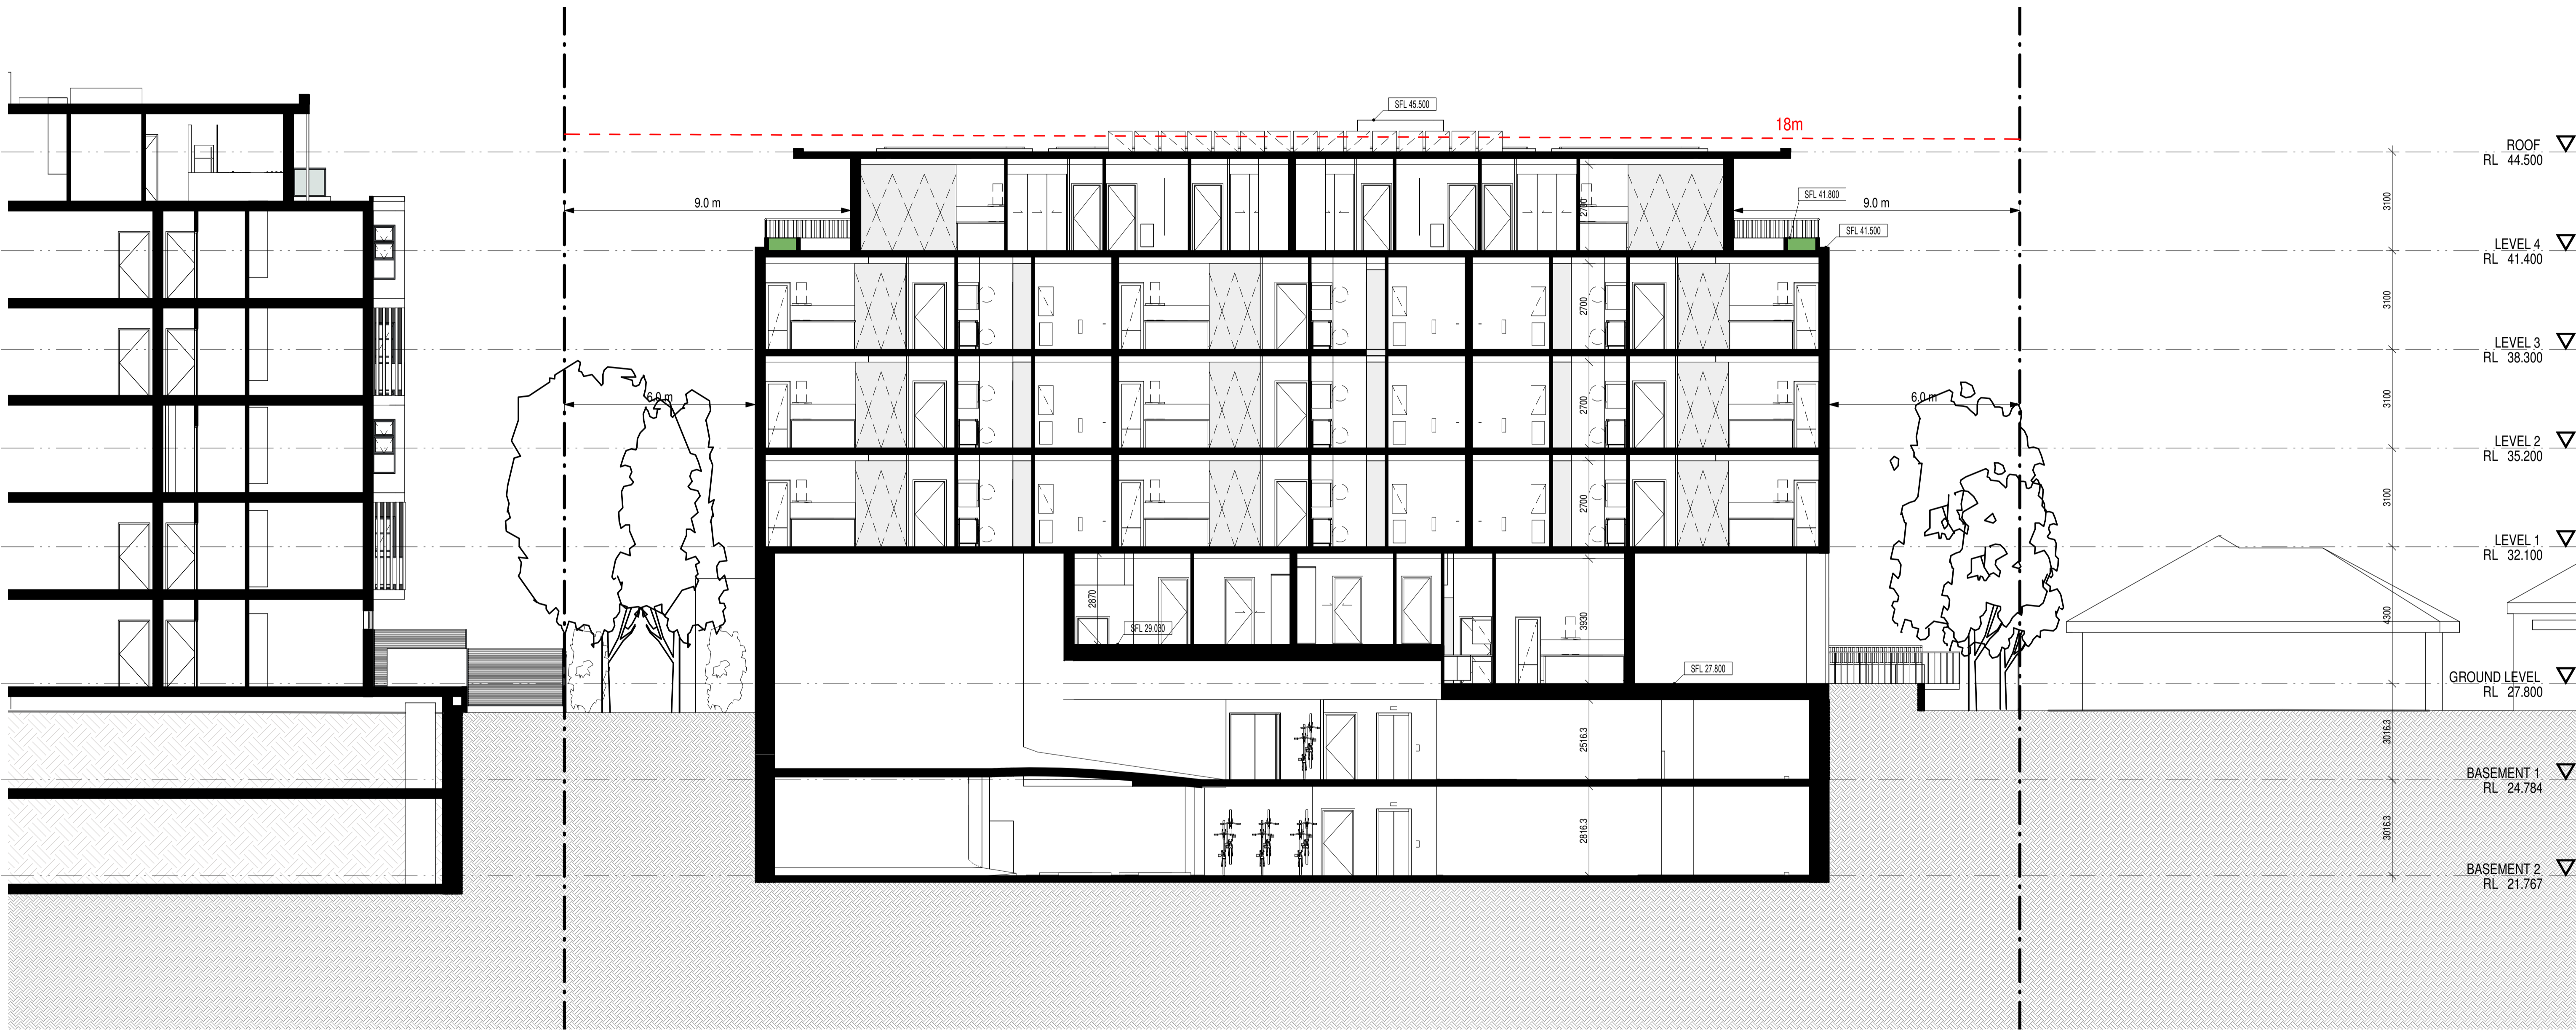 SFL 45.500
18m
ROOF
RL 44.500
9.0 m
9.0 m
SFL 41.800
SFL 41.500
2700
3100
LEVEL 4
RL 41.400
2700
3100
LEVEL 3
RL 38.300
6.0 m
6.0 m
2700
3100
LEVEL 2
RL 35.200
2700
3100
LEVEL 1
RL 32.100
2870
SFL 29.030
3930
4300
SFL 27.800
GROUND LEVEL
RL 27.800
2516.3
3016.3
BASEMENT 1
RL 24.784
2816.3
3016.3
BASEMENT 2
RL 21.767